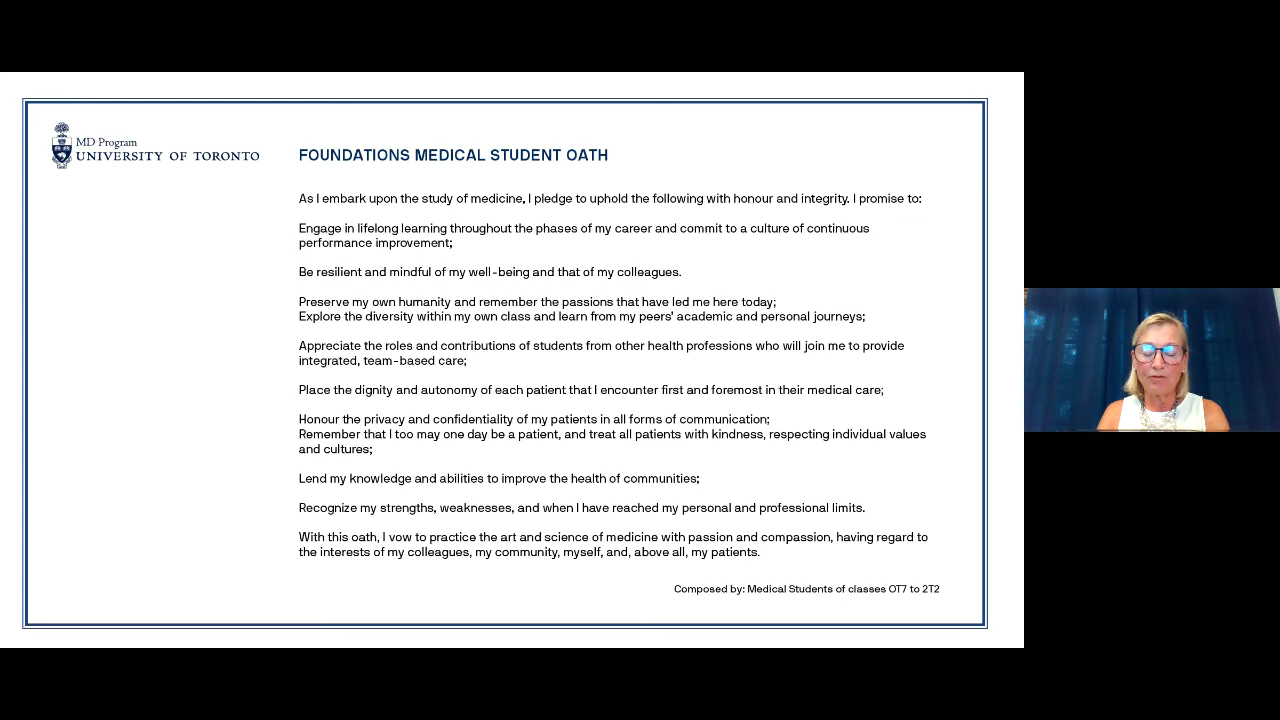 MD Program
UNIVERSITY OF TORONTO
FOUNDATIONS MEDICAL STUDENT OATH
As I embark upon the study of medicine, I pledge to uphold the following with honour and integrity. I promise to:
Engage in lifelong learning throughout the phases of my career and commit to a culture of continuous
performance improvement;
Be resilient and mindful of my well-being and that of my colleagues.
Preserve my own humanity and remember the passions that have led me here today;
Explore the diversity within my own class and learn from my peers' academic and personal journeys;
Appreciate the roles and contributions of students from other health professions who will join me to provide
integrated, team-based care;
Place the dignity and autonomy of each patient that I encounter first and foremost in their medical care;
Honour the privacy and confidentiality of my patients in all forms of communication;
Remember that I too may one day be a patient, and treat all patients with kindness, respecting individual values
and cultures;
Lend my knowledge and abilities to improve the health of communities;
Recognize my strengths, weaknesses, and when I have reached my personal and professional limits.
With this oath, I vow to practice the art and science of medicine with passion and compassion, having regard to
the interests of my colleagues, my community, myself, and, above all, my patients.
Composed by: Medical Students of classes OT7 to 2T2